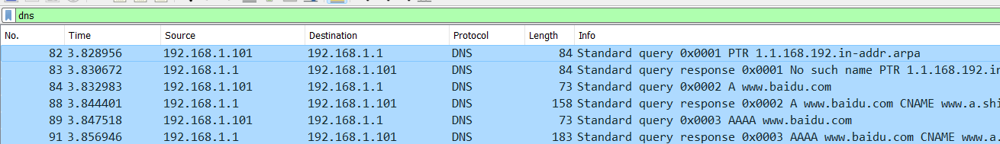 dns
No. Time Source Destination Protocol Length Info
82 3.828956 192.168.1.101 192.168.1.1 DNS 84 Standard query 0x0001 PTR 1.1.168.192.in-addr.arpa
83 3.830672 192.168.1.1 192.168.1.101 DNS 84 Standard query response 0x0001 No such name PTR 1.1.168.192.in
84 3.832983 192.168.1.101 192.168.1.1 DNS 73 Standard query 0x0002 A www.baidu.com
88 3.844401 192.168.1.1 192.168.1.101 DNS 158 Standard query response 0x0002 A www.baidu.com CNAME www.a.shi
89 3.847518 192.168.1.101 192.168.1.1 DNS 73 Standard query 0x0003 AAAA www.baidu.com
91 3.856946 192.168.1.1 192.168.1.101 DNS 183 Standard query response 0x0003 AAAA www.baidu.com CNAME www.a